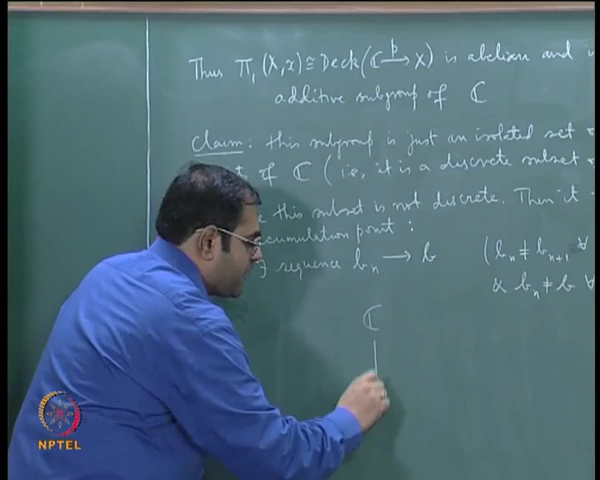 Thus π₁(X,x) ≅ Deck(ℂ →p X) is abelian and
additive subgroup of ℂ
Claim: this subgroup is just an isolated set
of ℂ (i.e., it is a discrete subset
this subset is not discrete. Then it
accumulation point:
∃ sequence bₙ → b (bₙ ≠ bₙ₊₁ ∀
& bₙ ≠ b ∀
ℂ
NPTEL